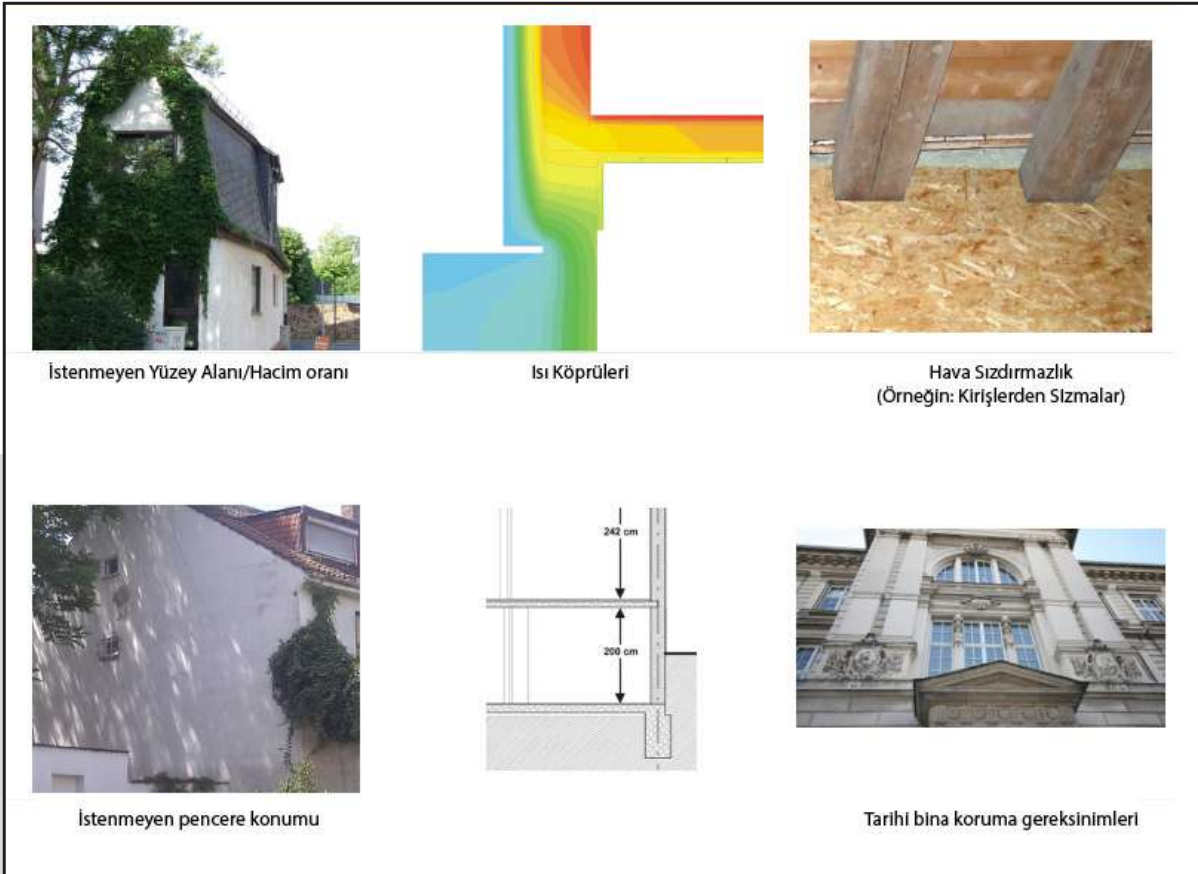 İstenmeyen Yüzey Alanı/Hacim oranı
Isı Köprüleri
Hava Sızdırmazlık
(Örneğin: Kirişlerden Sızmalar)
242 cm
200 cm
İstenmeyen pencere konumu
Tarihi bina koruma gereksinimleri